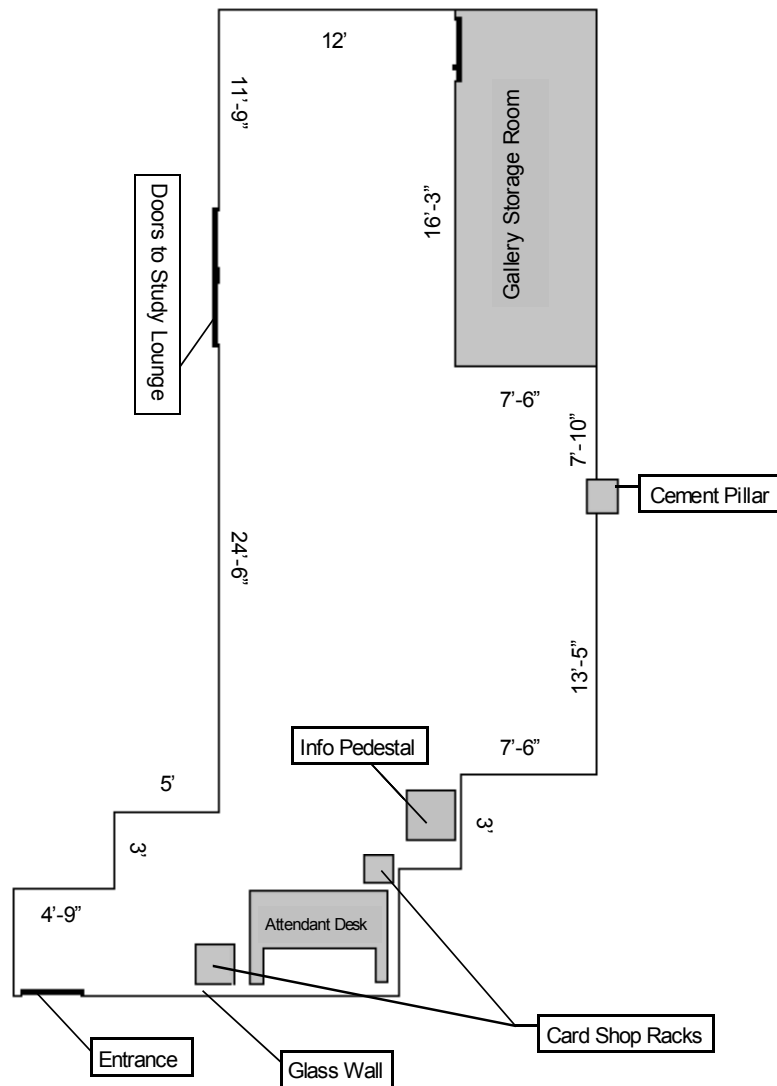 12’
11’-9”
Gallery Storage Room
16’-3”
Doors to Study Lounge
7’-6”
7’-10”
Cement Pillar
24’-6”
13’-5”
Info Pedestal
7’-6”
5’
3’
3’
4’-9”
Attendant Desk
Entrance
Glass Wall
Card Shop Racks